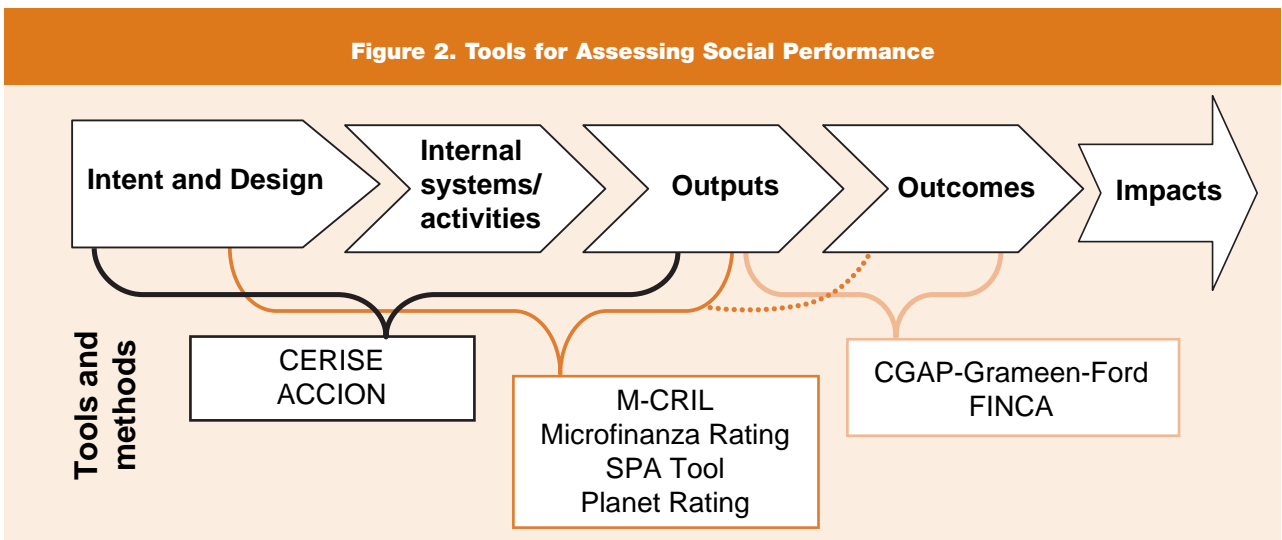 Figure 2. Tools for Assessing Social Performance
Intent and Design
Internal
systems/
activities
Outputs
Outcomes
Impacts
Tools and
methods
CERISE
ACCION
M-CRIL
Microfinanza Rating
SPA Tool
Planet Rating
CGAP-Grameen-Ford
FINCA